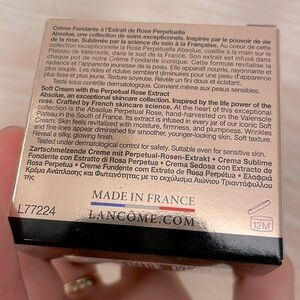 Crème Fondante à l'Extrait de Rose Perpétuelle
Absolue, une collection de soins exceptionnels. Inspirée par le pouvoir de vie
de la rose. Sublimée par la science du soin à la Française. Au coeur de cette
collection exceptionnelle la Rose Perpétuelle, cueillie à la main sur
Plateau de Valensole, dans le sud de la France. Son extrait est infusé dans
chaque pot de notre Crème Fondante iconique. Cette formule revitalise la
et rides semblent diminuées pour une peau d'apparence
plus lisse et plus jeune. Texture soyeuse. Révèle un fini doux et éclatant.
Testé sous contrôle dermatologique. Convient même aux peaux sensibles.
Soft Cream with the Perpetual Rose Extract
Absolue, an exceptional skincare collection. Inspired by the life power of the
rose. Crafted by French skincare science. At the heart of this exceptional
collection is the Absolue Perpetual Rose, hand-harvested on the Valensole
Plateau in the South of France. Its extract is infused in each jar of our iconic Soft
Cream. Skin feels revitalized with moisture, firmness, and plumpness. Wrinkles
and fine lines appear diminished for smoother, younger-looking skin. Soft texture.
Reveal a silky, glowing finish.
Tested under dermatological control for safety. Suitable even for sensitive skin.
Zartschmelzende Creme mit Perpetual-Rosen-Extrakt • Crema Sublime
Fondente con Estratto di Rosa Perpetua • Crema Sedosa con Extracto de
Rosa Perpetua • Creme Fondente com Extrato de Rosa Perpétua • Ελαφριά
Κρέμα Ανάπλασης και Φωτεινότητας με το εκχύλισμα Αιώνιου Τριαντάφυλλου
της
L77224
MADE IN FRANCE
LANCOME.COM
12M